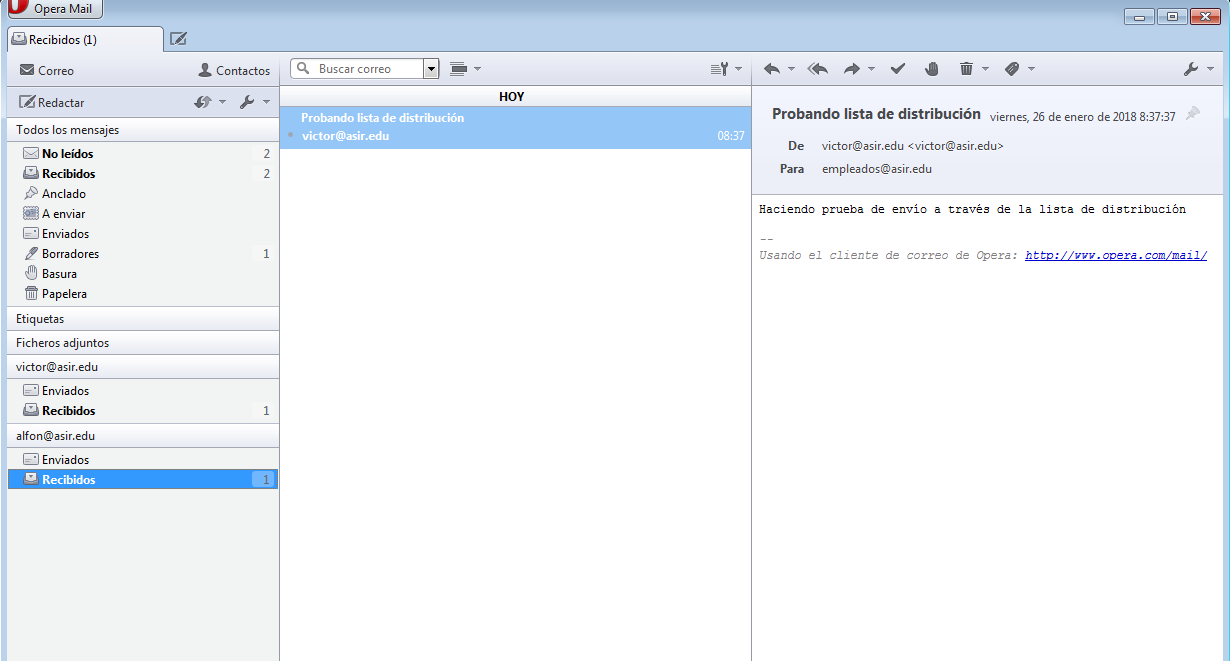 Opera Mail
Recibidos (1)
Correo
Contactos
Buscar correo
Redactar
HOY
Todos los mensajes
No leídos 2
Recibidos 2
Anclado
A enviar
Enviados
Borradores 1
Basura
Papelera
Etiquetas
Ficheros adjuntos
victor@asir.edu
Enviados
Recibidos 1
alfon@asir.edu
Enviados
Recibidos 1
Probando lista de distribución
victor@asir.edu 08:37
Probando lista de distribución viernes, 26 de enero de 2018 8:37:37
De victor@asir.edu <victor@asir.edu>
Para empleados@asir.edu
Haciendo prueba de envío a través de la lista de distribución
--
Usando el cliente de correo de Opera: http://www.opera.com/mail/